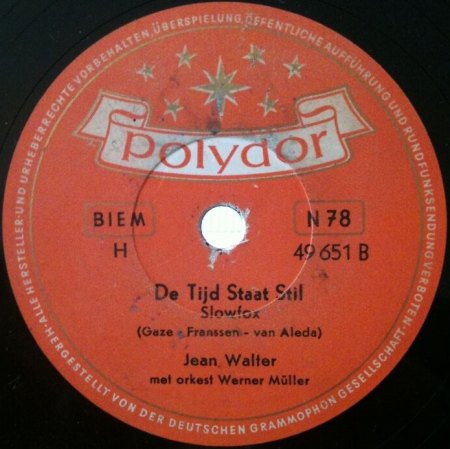 ALLE HERSTELLER- UND URHEBERRECHTE VORBEHALTEN, ÜBERSPIELUNG, ÖFFENTLICHE AUFFÜHRUNG UND RUNDFUNKSENDUNG VERBOTEN
polydor
BIEM N 78
H 49 651 B
De Tijd Staat Stil
Slowfox
(Gaze - Franssen - van Aleda)
Jean Walter
met orkest Werner Müller
HERGESTELLT VON DER DEUTSCHEN GRAMMOPHON GESELLSCHAFT